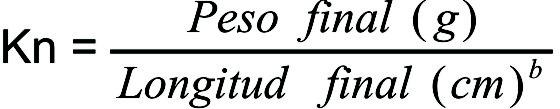 Kn = Peso final (g)
Longitud final (cm)^b